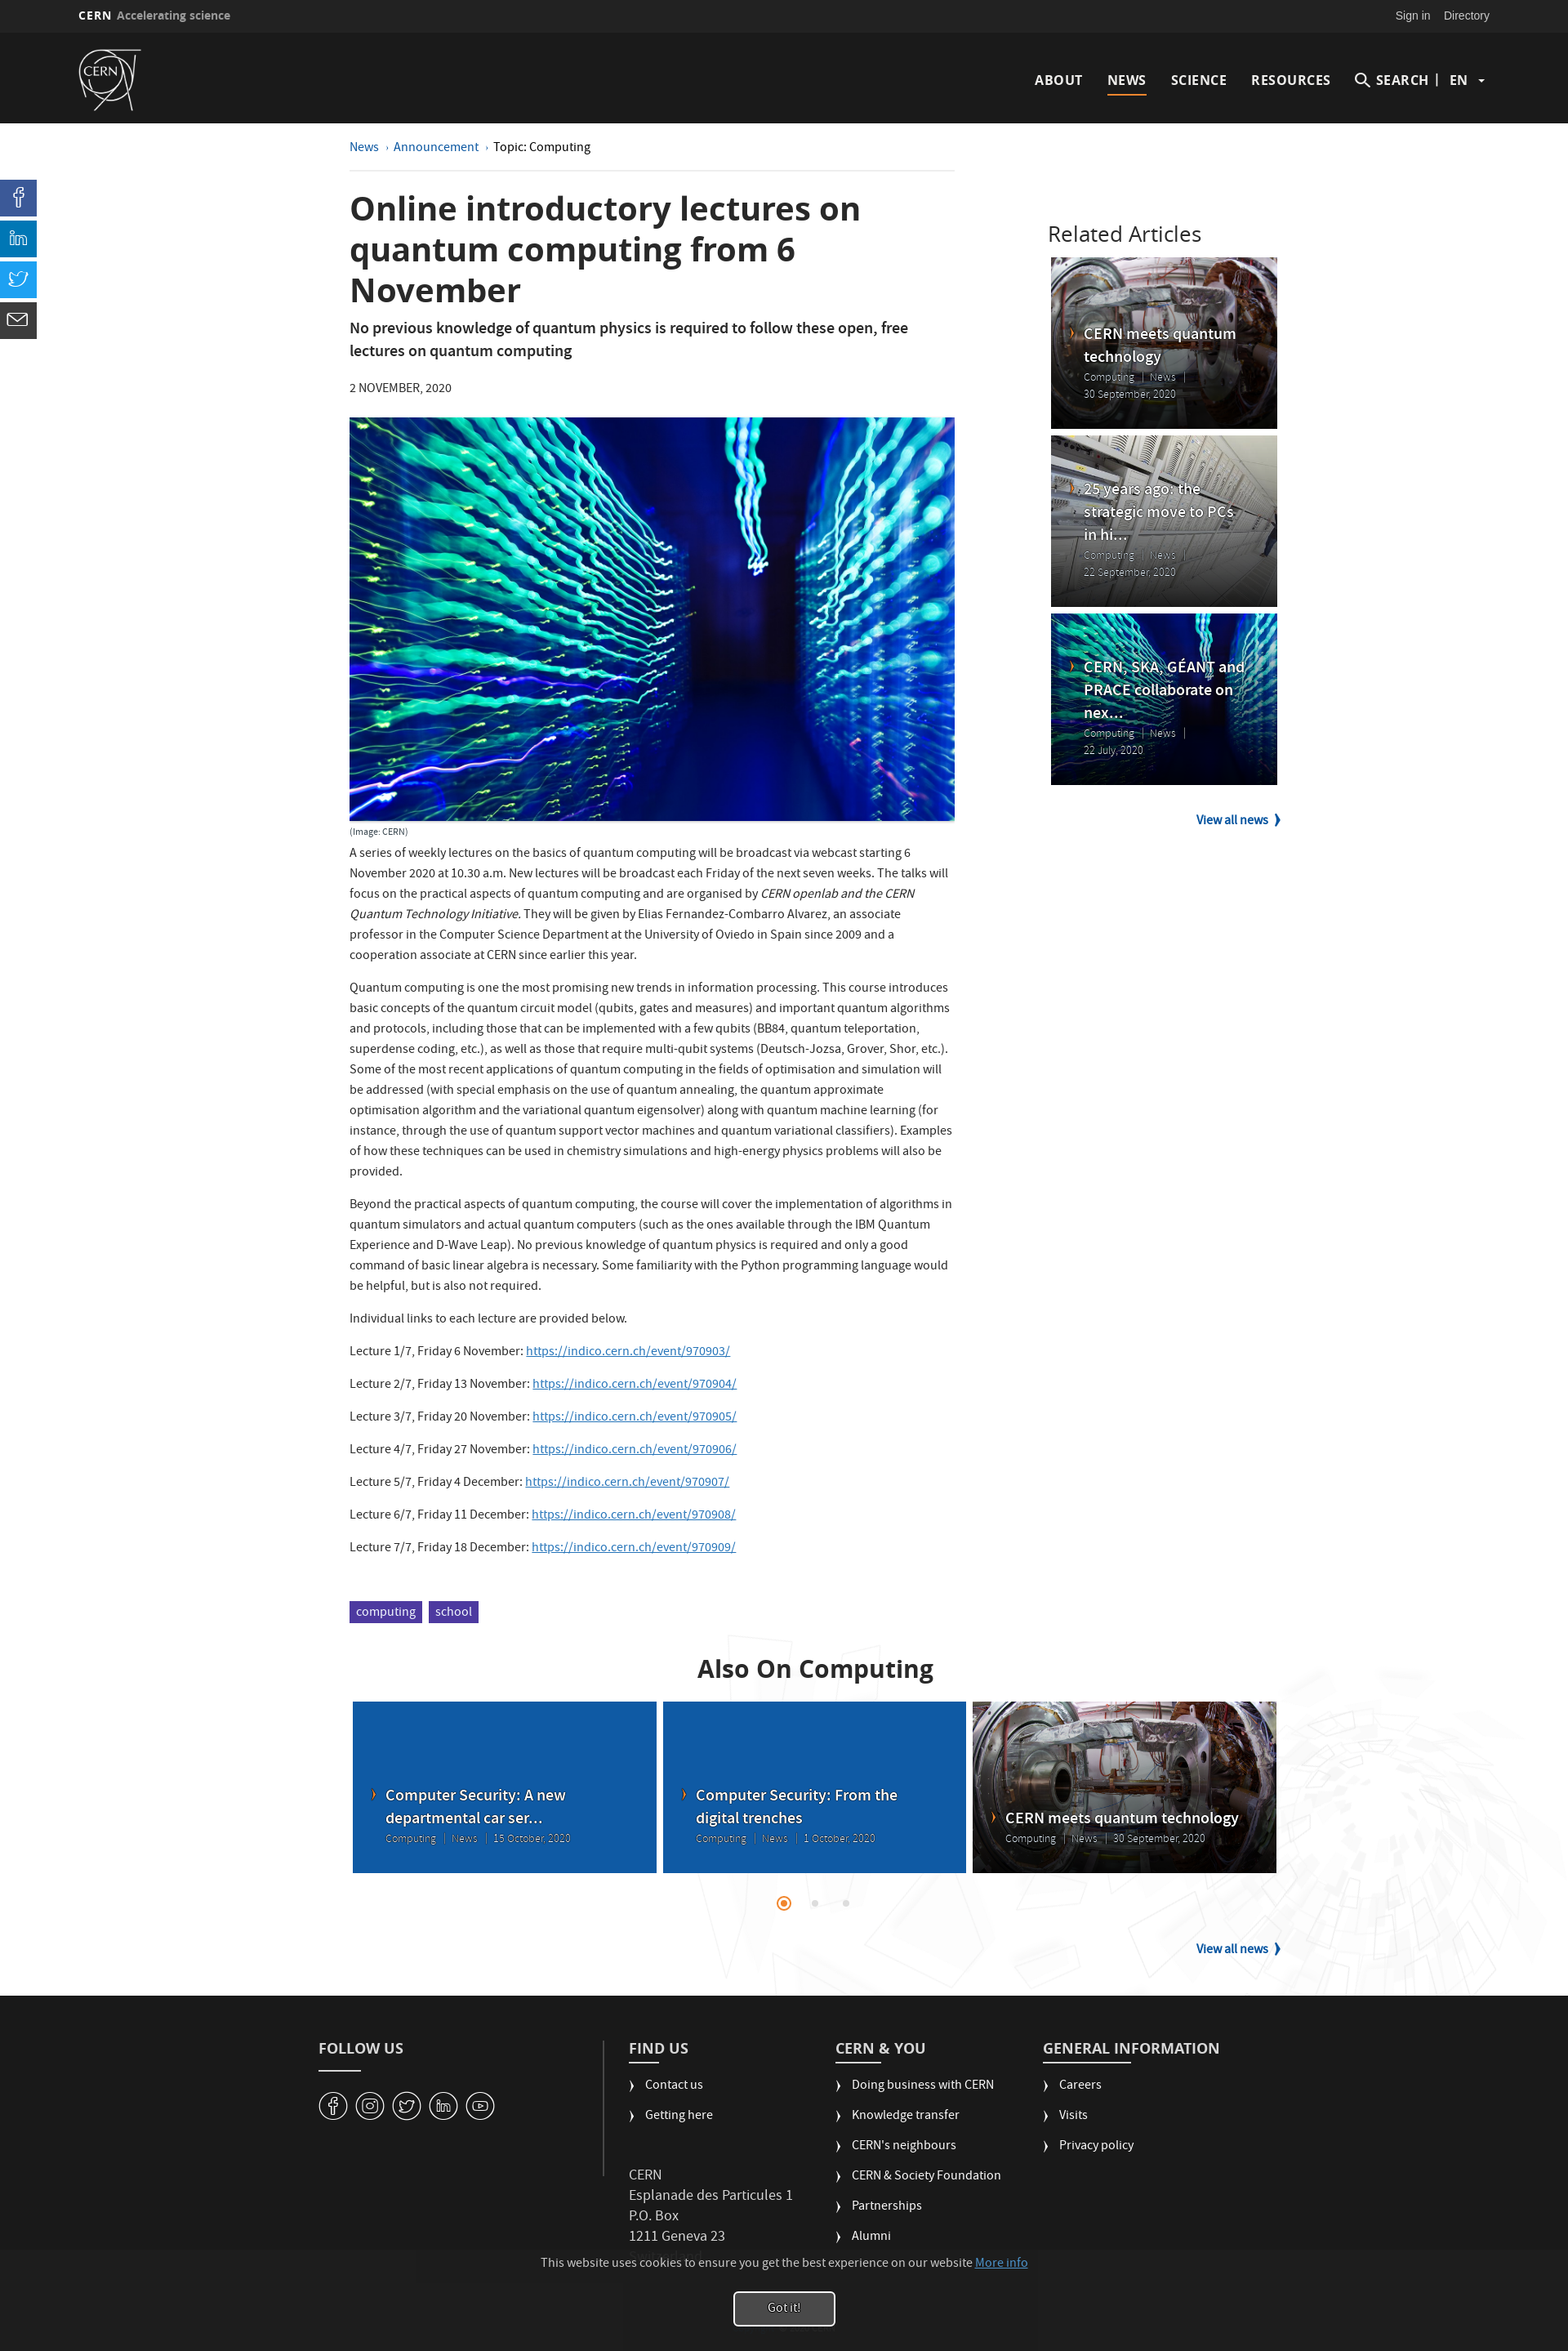 CERN Accelerating science
Sign in Directory
CERN
ABOUT NEWS SCIENCE RESOURCES SEARCH | EN
News › Announcement › Topic: Computing
Online introductory lectures on
quantum computing from 6
November
No previous knowledge of quantum physics is required to follow these open, free
lectures on quantum computing
2 NOVEMBER, 2020
(Image: CERN)
A series of weekly lectures on the basics of quantum computing will be broadcast via webcast starting 6
November 2020 at 10.30 a.m. New lectures will be broadcast each Friday of the next seven weeks. The talks will
focus on the practical aspects of quantum computing and are organised by CERN openlab and the CERN
Quantum Technology Initiative. They will be given by Elias Fernandez-Combarro Alvarez, an associate
professor in the Computer Science Department at the University of Oviedo in Spain since 2009 and a
cooperation associate at CERN since earlier this year.
Quantum computing is one the most promising new trends in information processing. This course introduces
basic concepts of the quantum circuit model (qubits, gates and measures) and important quantum algorithms
and protocols, including those that can be implemented with a few qubits (BB84, quantum teleportation,
superdense coding, etc.), as well as those that require multi-qubit systems (Deutsch-Jozsa, Grover, Shor, etc.).
Some of the most recent applications of quantum computing in the fields of optimisation and simulation will
be addressed (with special emphasis on the use of quantum annealing, the quantum approximate
optimisation algorithm and the variational quantum eigensolver) along with quantum machine learning (for
instance, through the use of quantum support vector machines and quantum variational classifiers). Examples
of how these techniques can be used in chemistry simulations and high-energy physics problems will also be
provided.
Beyond the practical aspects of quantum computing, the course will cover the implementation of algorithms in
quantum simulators and actual quantum computers (such as the ones available through the IBM Quantum
Experience and D-Wave Leap). No previous knowledge of quantum physics is required and only a good
command of basic linear algebra is necessary. Some familiarity with the Python programming language would
be helpful, but is also not required.
Individual links to each lecture are provided below.
Lecture 1/7, Friday 6 November: https://indico.cern.ch/event/970903/
Lecture 2/7, Friday 13 November: https://indico.cern.ch/event/970904/
Lecture 3/7, Friday 20 November: https://indico.cern.ch/event/970905/
Lecture 4/7, Friday 27 November: https://indico.cern.ch/event/970906/
Lecture 5/7, Friday 4 December: https://indico.cern.ch/event/970907/
Lecture 6/7, Friday 11 December: https://indico.cern.ch/event/970908/
Lecture 7/7, Friday 18 December: https://indico.cern.ch/event/970909/
computing school
Related Articles
CERN meets quantum
technology
Computing | News |
30 September, 2020
25 years ago: the
strategic move to PCs
in hi...
Computing | News |
22 September, 2020
CERN, SKA, GÉANT and
PRACE collaborate on
nex...
Computing | News |
22 July, 2020
View all news
Also On Computing
Computer Security: A new
departmental car ser...
Computing | News | 15 October, 2020
Computer Security: From the
digital trenches
Computing | News | 1 October, 2020
CERN meets quantum technology
Computing | News | 30 September, 2020
View all news
FOLLOW US
FIND US
Contact us
Getting here
CERN
Esplanade des Particules 1
P.O. Box
1211 Geneva 23
CERN & YOU
Doing business with CERN
Knowledge transfer
CERN's neighbours
CERN & Society Foundation
Partnerships
Alumni
GENERAL INFORMATION
Careers
Visits
Privacy policy
This website uses cookies to ensure you get the best experience on our website More info
Got it!